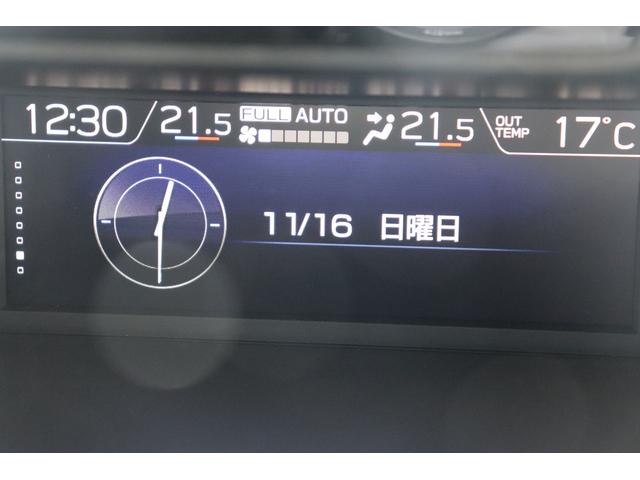 12:30 21.5 FULL AUTO 21.5 OUT TEMP 17°C
11/16 日曜日